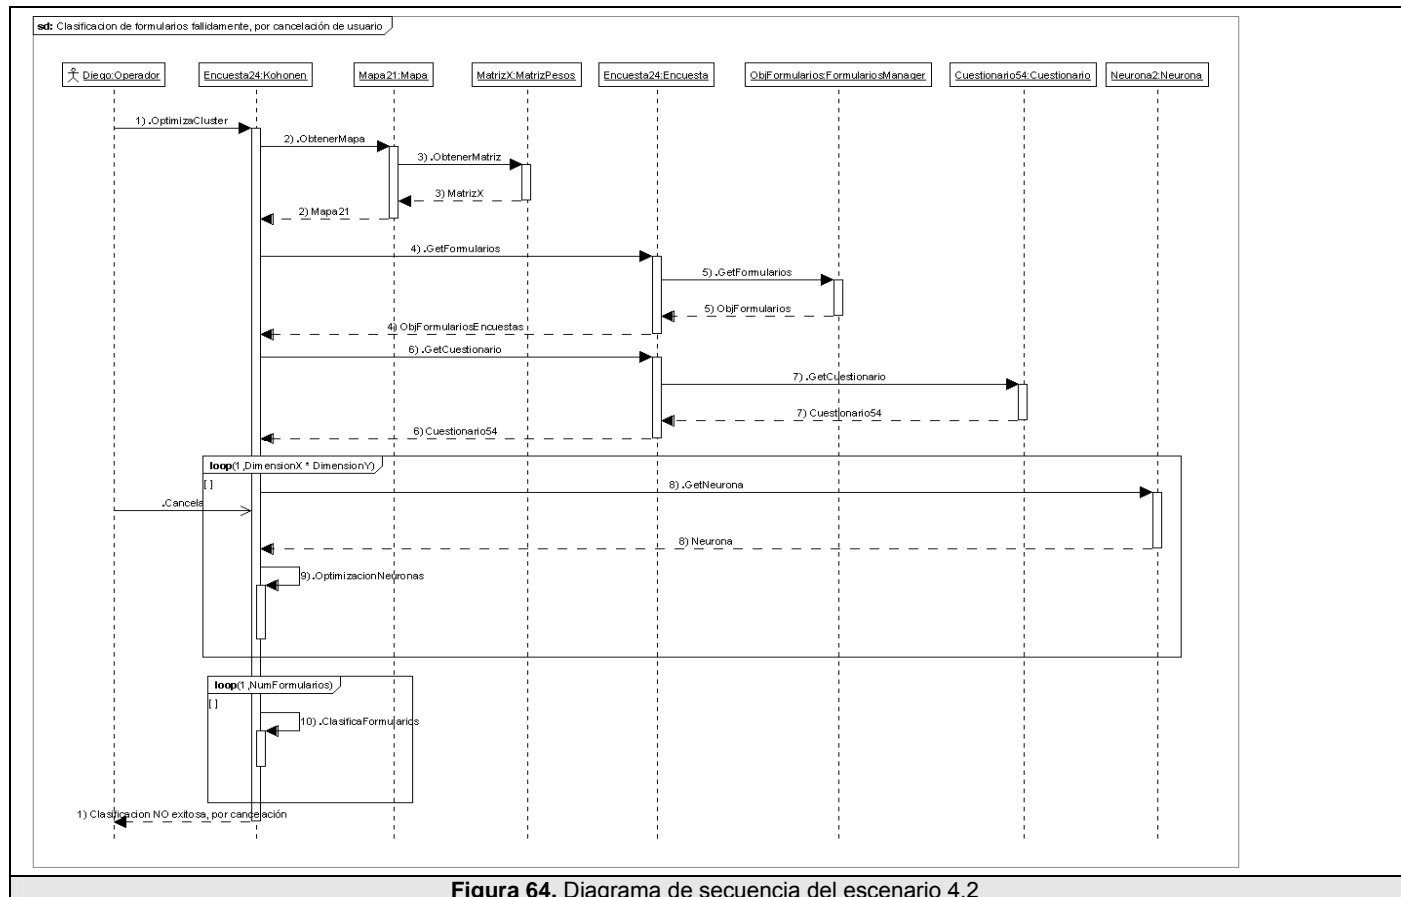 sd: Clasificacion de formularios fallidamente, por cancelación de usuario
Diego:Operador
Encuesta24:Kohonen
Mapa21:Mapa
MatrizX:MatrizPesos
Encuesta24:Encuesta
ObjFormularios:FormulariosManager
Cuestionario54:Cuestionario
Neurona2:Neurona
1) .OptimizaCluster
2) .ObtenerMapa
3) .ObtenerMatriz
3) MatrizX
2) Mapa21
4) .GetFormularios
5) .GetFormularios
5) ObjFormularios
4) ObjFormulariosEncuestas
6) .GetCuestionario
7) .GetCuestionario
7) Cuestionario54
6) Cuestionario54
loop(1,DimensionX * DimensionY)
[ ]
8) .GetNeurona
.Cancela
8) Neurona
9) .OptimizacionNeuronas
loop(1,NumFormularios)
[ ]
10) .ClasificaFormularios
1) Clasificacion NO exitosa, por cancelación
Figura 64. Diagrama de secuencia del escenario 4.2